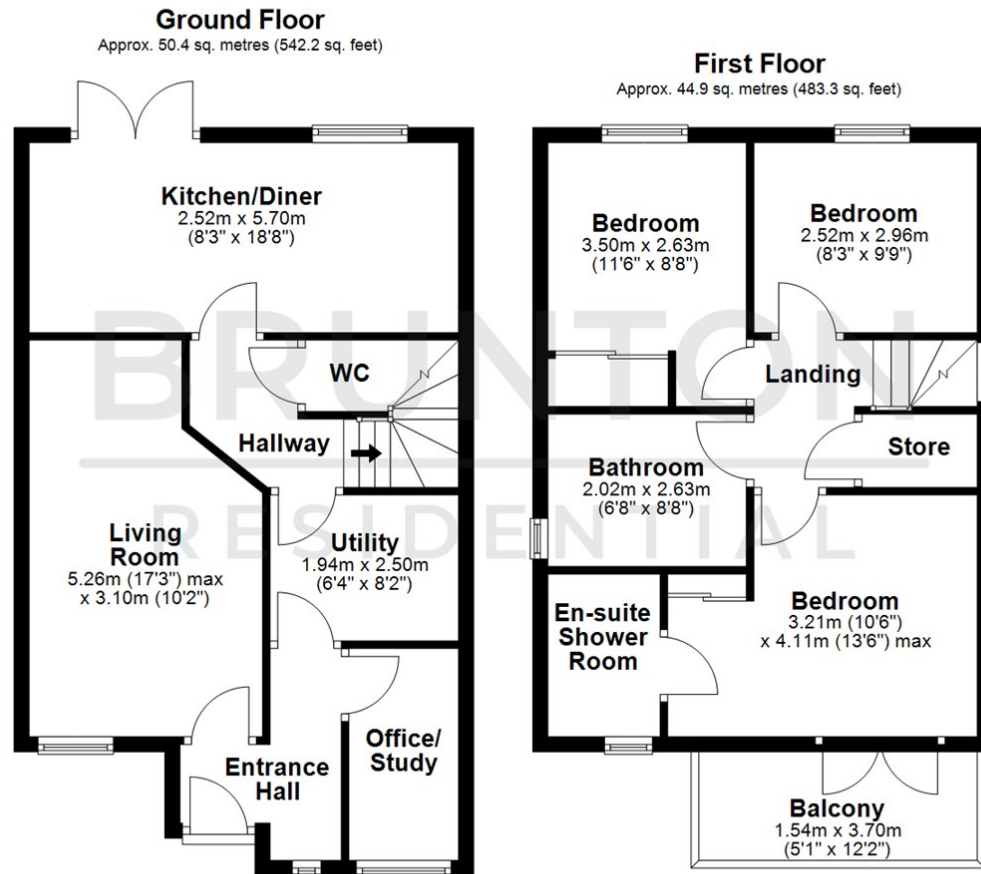 Ground Floor
Approx. 50.4 sq. metres (542.2 sq. feet)
Kitchen/Diner
2.52m x 5.70m
(8'3" x 18'8")
WC
Hallway
Living
Room
5.26m (17'3") max
x 3.10m (10'2")
Utility
1.94m x 2.50m
(6'4" x 8'2")
Office/
Study
Entrance
Hall
First Floor
Approx. 44.9 sq. metres (483.3 sq. feet)
Bedroom
3.50m x 2.63m
(11'6" x 8'8")
Bedroom
2.52m x 2.96m
(8'3" x 9'9")
Landing
Store
Bathroom
2.02m x 2.63m
(6'8" x 8'8")
En-suite
Shower
Room
Bedroom
3.21m (10'6")
x 4.11m (13'6") max
Balcony
1.54m x 3.70m
(5'1" x 12'2")
BRUNTON
RESIDENTIAL